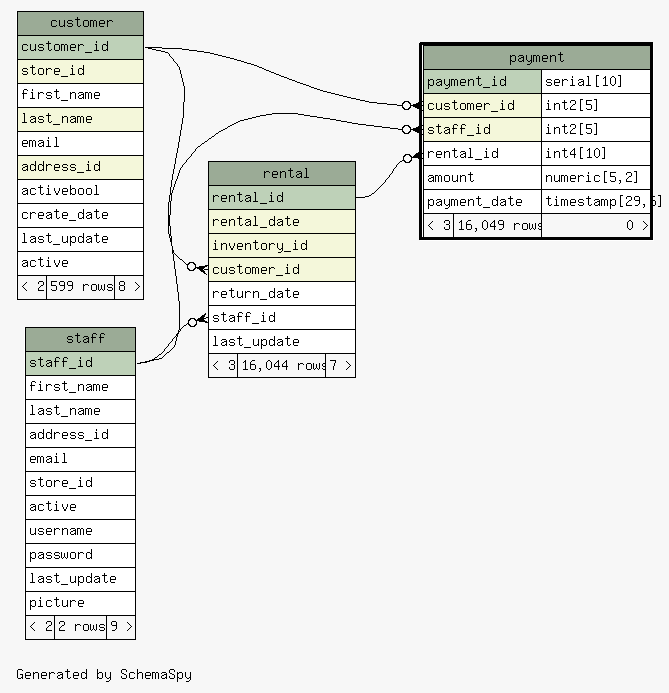 customer
customer_id
store_id
first_name
last_name
email
address_id
activebool
create_date
last_update
active
< 2 599 rows 8 >
payment
payment_id serial[10]
customer_id int2[5]
staff_id int2[5]
rental_id int4[10]
amount numeric[5,2]
payment_date timestamp[29,6]
< 3 16,049 rows 0 >
rental
rental_id
rental_date
inventory_id
customer_id
return_date
staff_id
last_update
< 3 16,044 rows 7 >
staff
staff_id
first_name
last_name
address_id
email
store_id
active
username
password
last_update
picture
< 2 2 rows 9 >
Generated by SchemaSpy